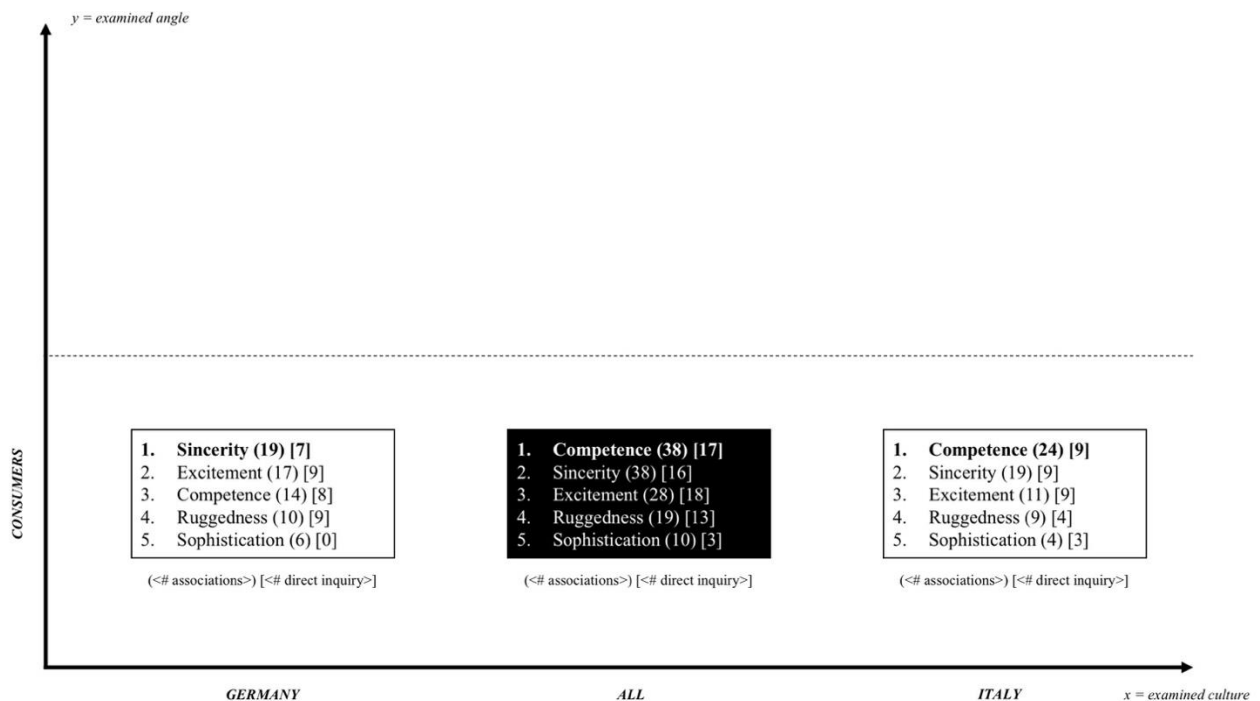 y = examined angle
CONSUMERS
1. Sincerity (19) [7]
2. Excitement (17) [9]
3. Competence (14) [8]
4. Ruggedness (10) [9]
5. Sophistication (6) [0]
(<# associations>) [<# direct inquiry>]
1. Competence (38) [17]
2. Sincerity (38) [16]
3. Excitement (28) [18]
4. Ruggedness (19) [13]
5. Sophistication (10) [3]
(<# associations>) [<# direct inquiry>]
1. Competence (24) [9]
2. Sincerity (19) [9]
3. Excitement (11) [9]
4. Ruggedness (9) [4]
5. Sophistication (4) [3]
(<# associations>) [<# direct inquiry>]
GERMANY
ALL
ITALY
x = examined culture